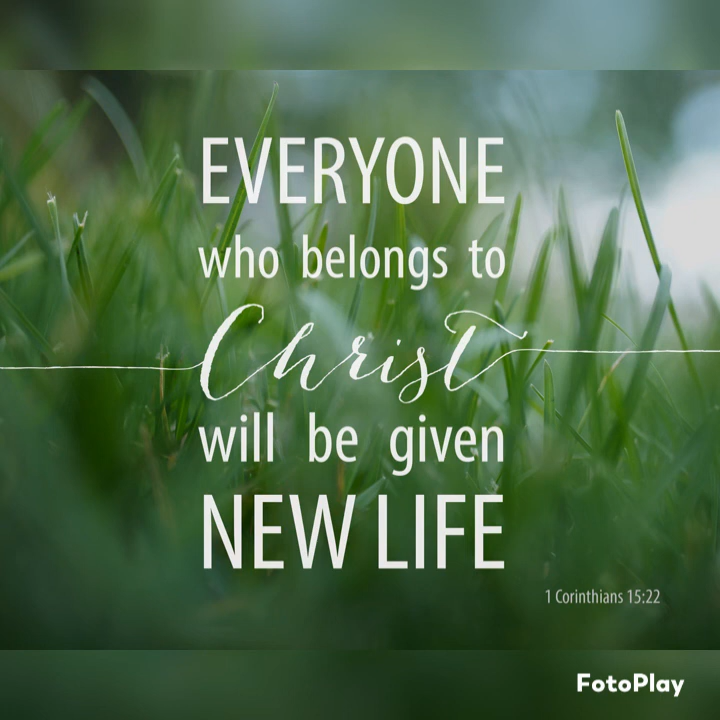 EVERYONE
who belongs to
Christ
will be given
NEW LIFE
1 Corinthians 15:22
FotoPlay